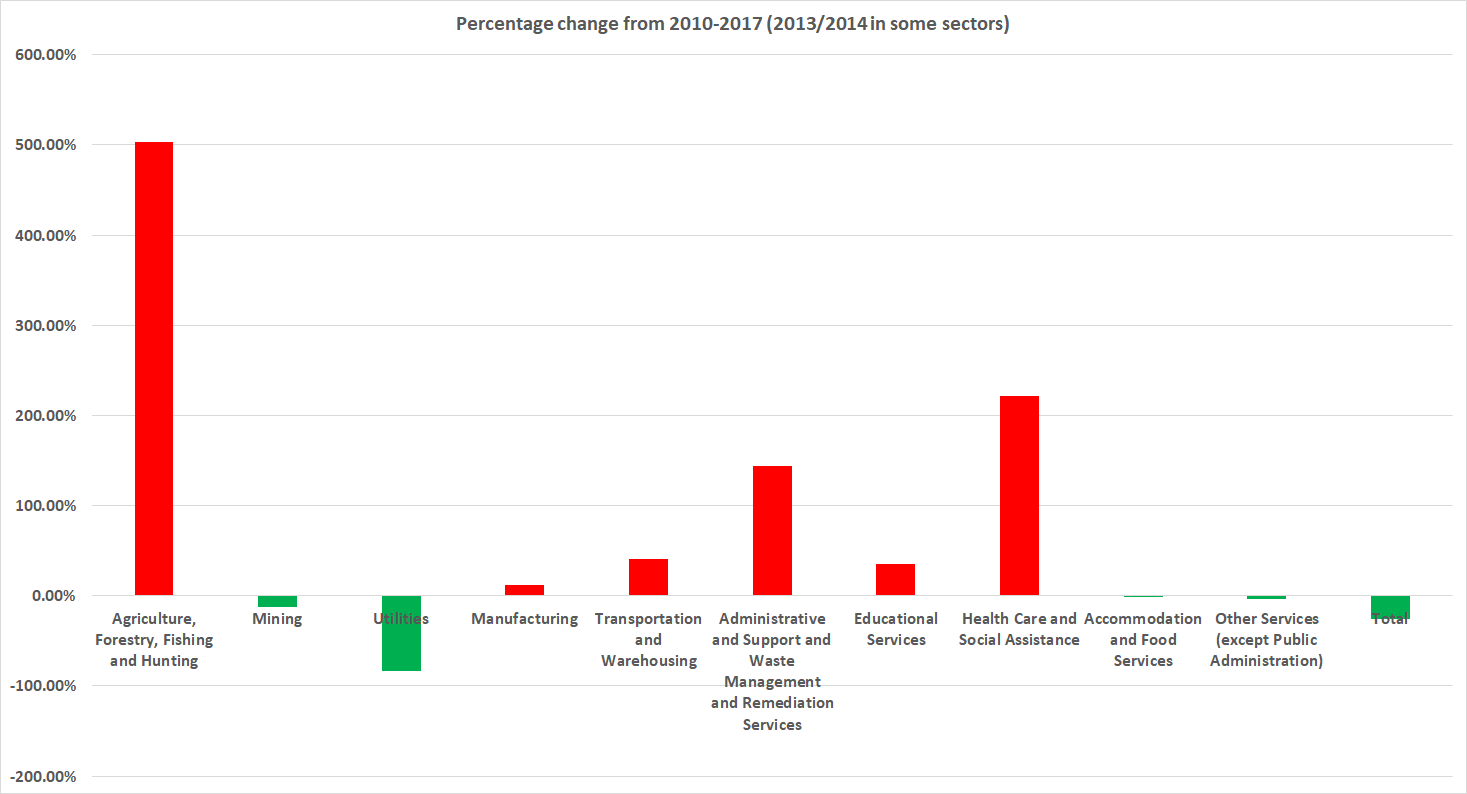 Percentage change from 2010-2017 (2013/2014 in some sectors)
600.00%
500.00%
400.00%
300.00%
200.00%
100.00%
0.00%
-100.00%
-200.00%
Agriculture,
Forestry, Fishing
and Hunting
Mining
Utilities
Manufacturing
Transportation
and
Warehousing
Administrative
and Support and
Waste
Management
and Remediation
Services
Educational
Services
Health Care and
Social Assistance
Accommodation
and Food
Services
Other Services
(except Public
Administration)
Total